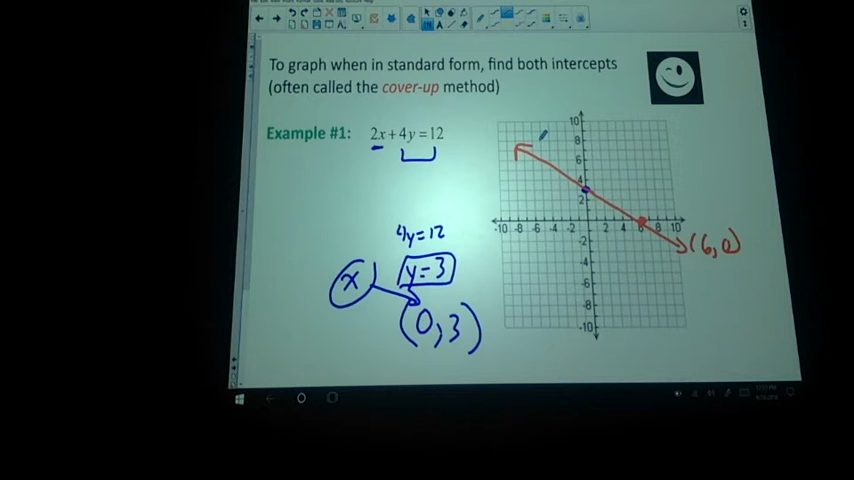 To graph when in standard form, find both intercepts
(often called the cover-up method)
Example #1: 2x + 4y = 12
4y = 12
x
y = 3
(0, 3)
10
8
6
4
2
-10 -8 -6 -4 -2 2 4 6 8 10
-2
-4
-6
-8
-10
(6, 0)